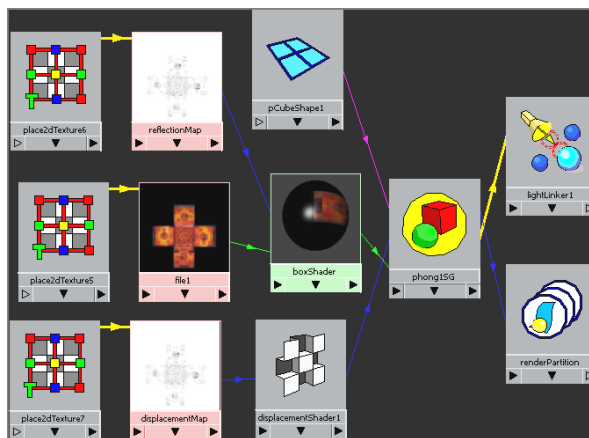 place2dTexture6
reflectionMap
pCubeShape1
lightLinker1
place2dTexture5
file1
boxShader
phong1SG
renderPartition
place2dTexture7
displacementMap
displacementShader1